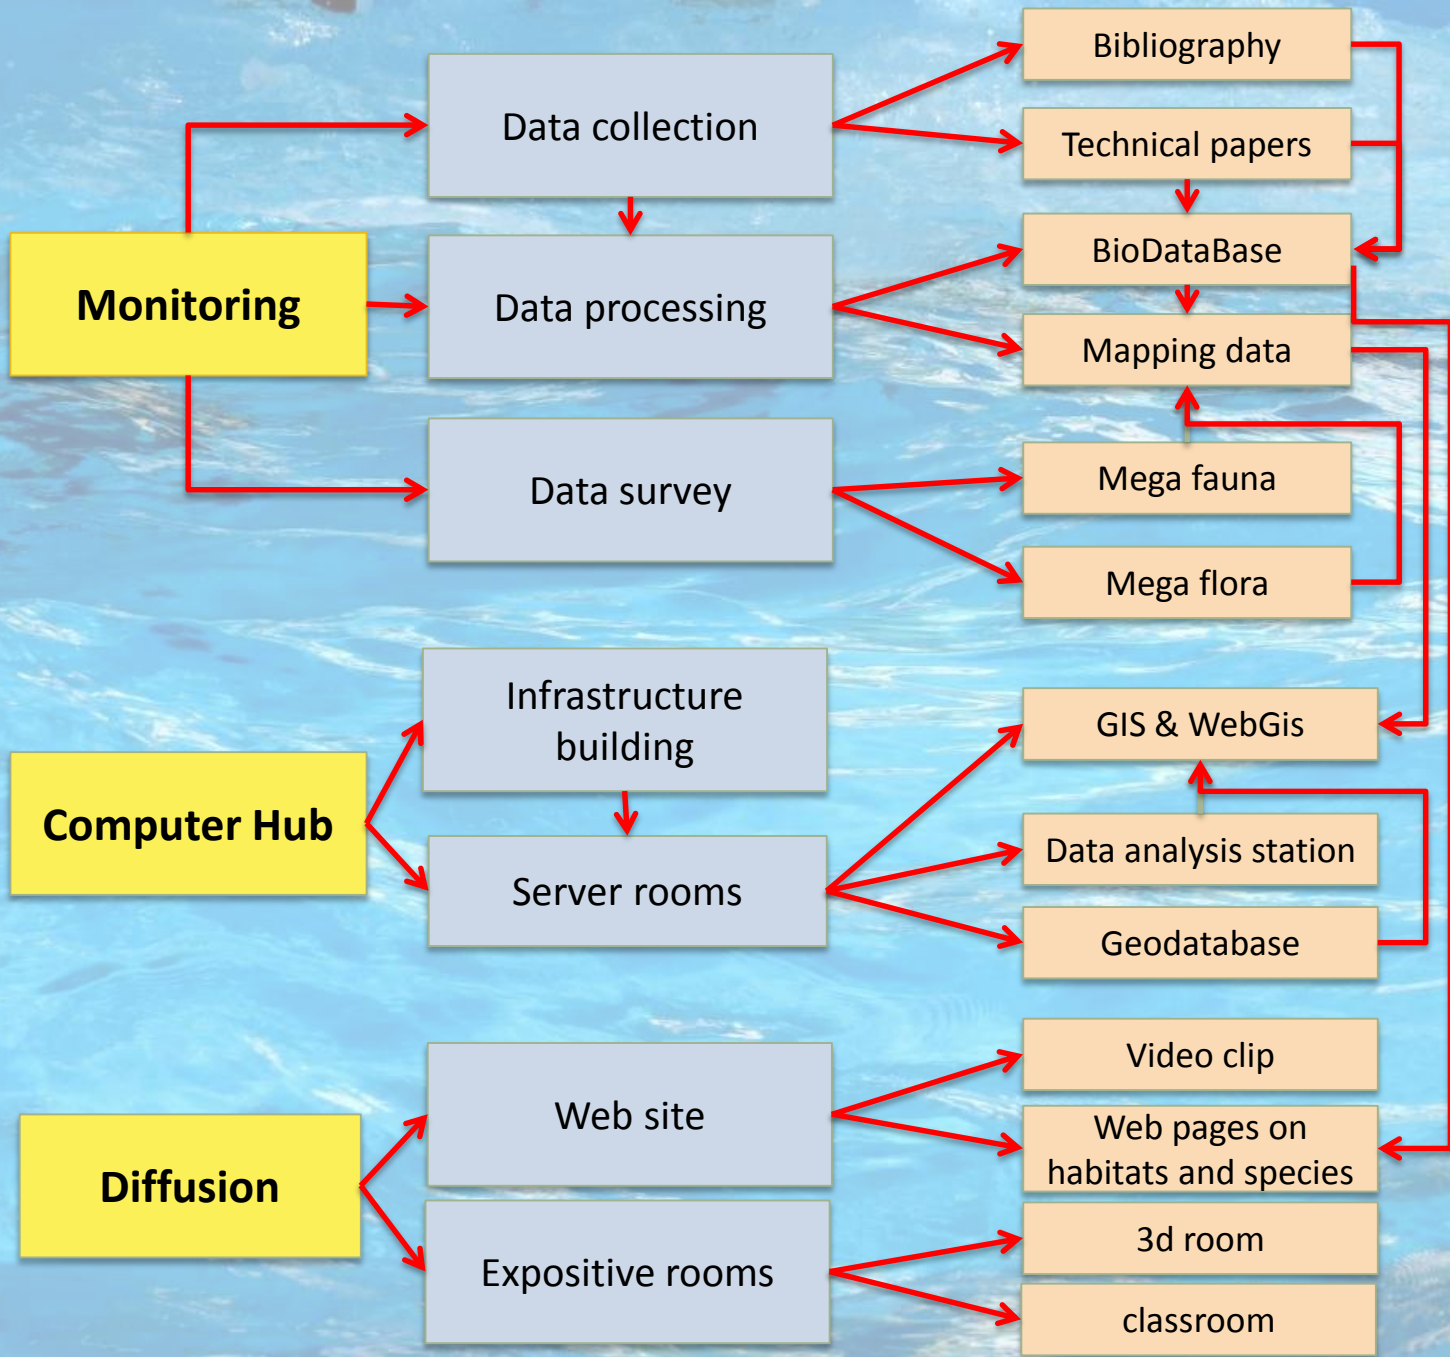 Bibliography
Data collection
Technical papers
Monitoring
BioDataBase
Data processing
Mapping data
Data survey
Mega fauna
Mega flora
Infrastructure
building
GIS & WebGis
Computer Hub
Data analysis station
Server rooms
Geodatabase
Video clip
Web site
Web pages on
habitats and species
Diffusion
3d room
Expositive rooms
classroom